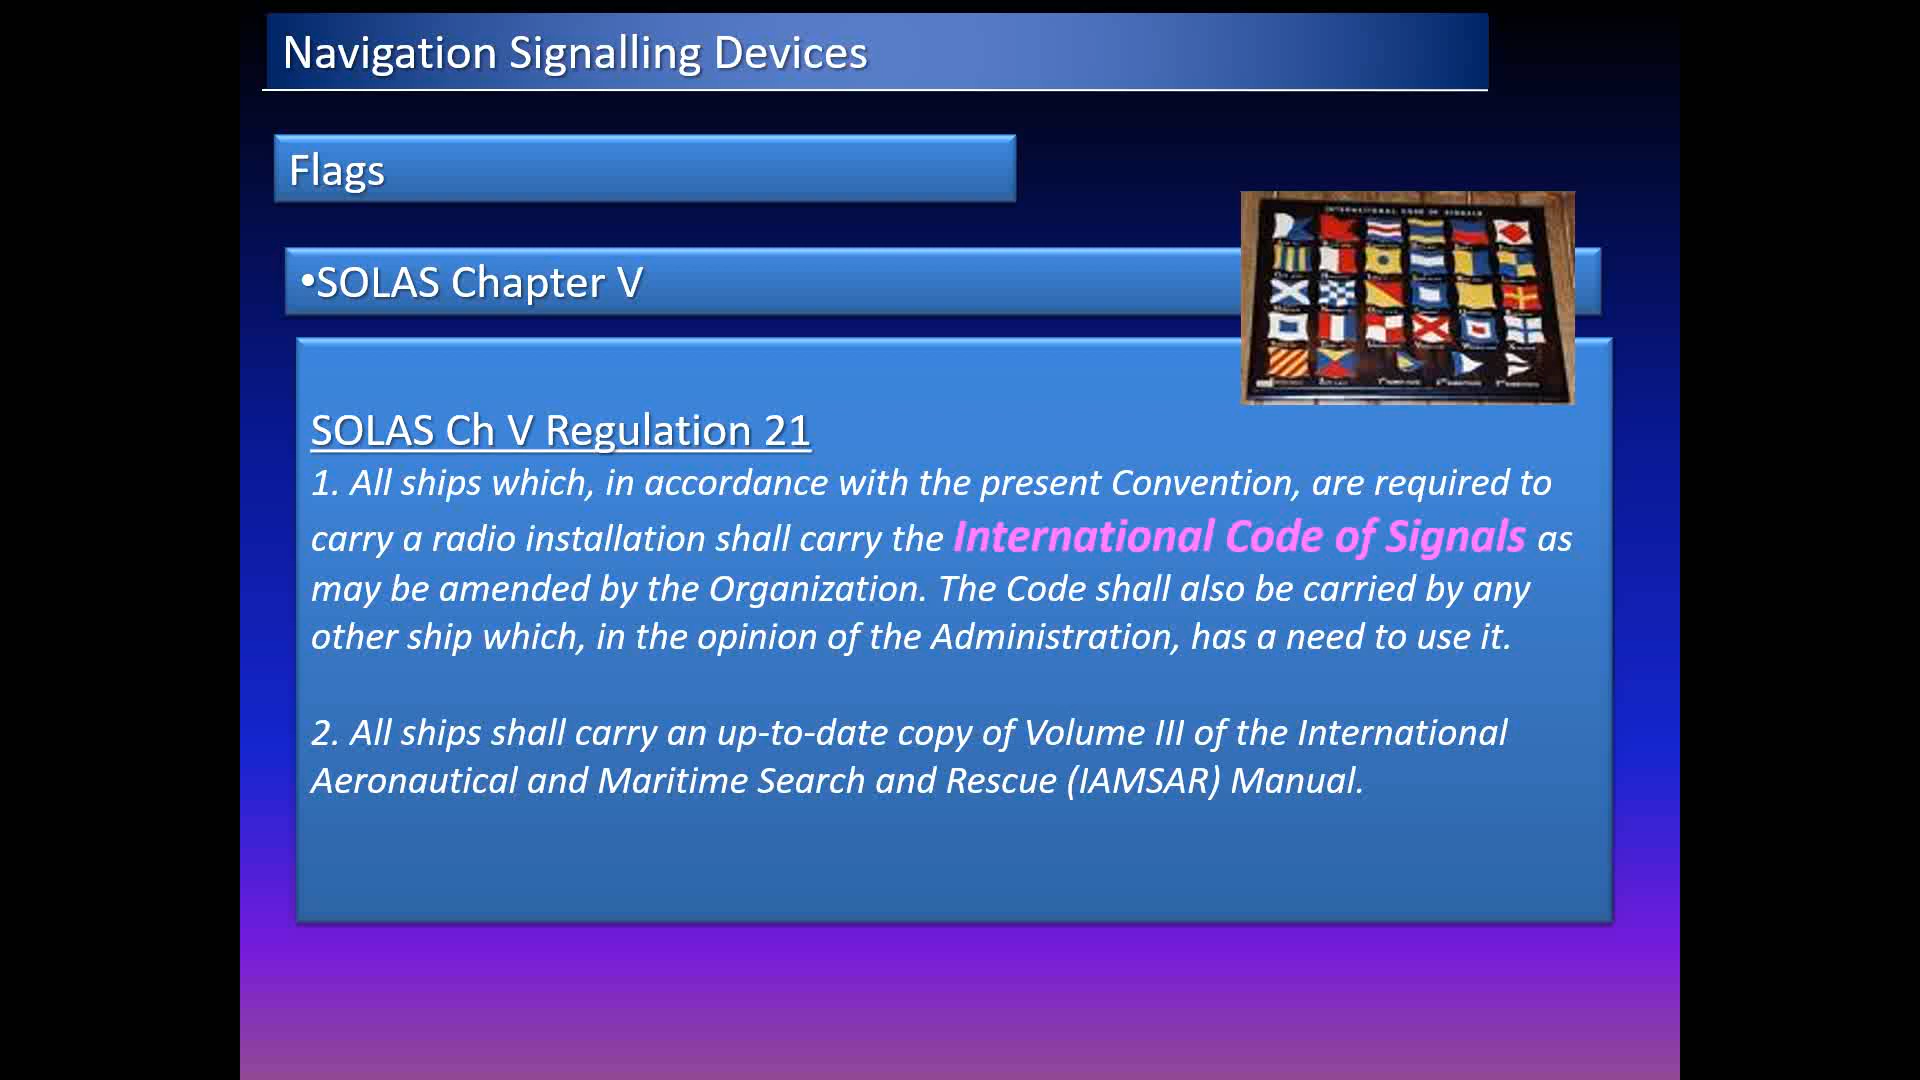 Navigation Signalling Devices
Flags
•SOLAS Chapter V
INTERNATIONAL CODE OF SIGNALS
SOLAS Ch V Regulation 21
1. All ships which, in accordance with the present Convention, are required to
carry a radio installation shall carry the International Code of Signals as
may be amended by the Organization. The Code shall also be carried by any
other ship which, in the opinion of the Administration, has a need to use it.
2. All ships shall carry an up-to-date copy of Volume III of the International
Aeronautical and Maritime Search and Rescue (IAMSAR) Manual.